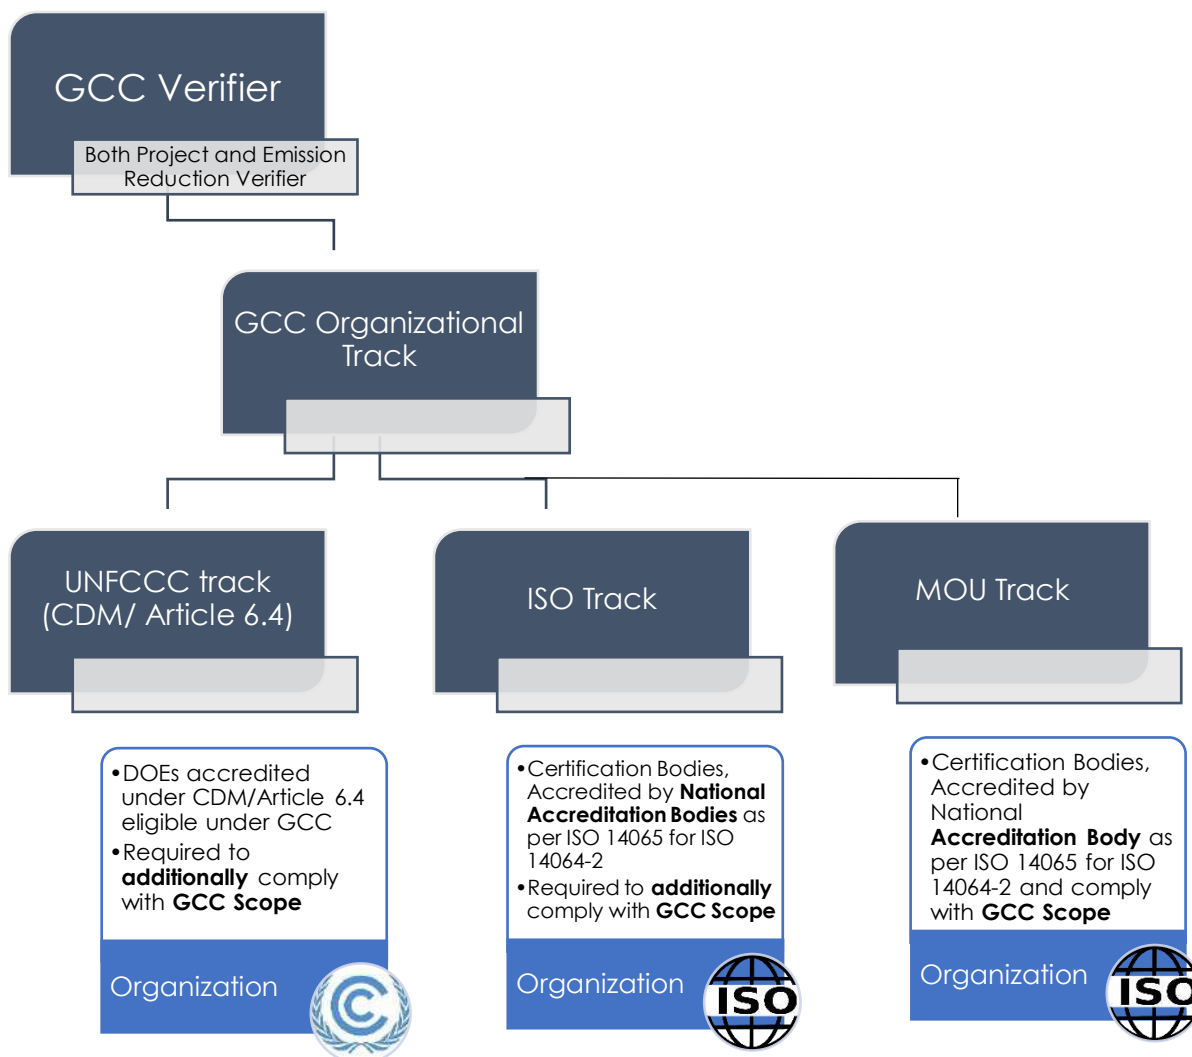 GCC Verifier
Both Project and Emission
Reduction Verifier
GCC Organizational
Track
UNFCCC track
(CDM/ Article 6.4)
ISO Track
MOU Track
•DOEs accredited
under CDM/Article 6.4
eligible under GCC
•Required to
additionally comply
with GCC Scope
Organization
•Certification Bodies,
Accredited by National
Accreditation Bodies as
per ISO 14065 for ISO
14064-2
•Required to additionally
comply with GCC Scope
Organization
ISO
•Certification Bodies,
Accredited by
National
Accreditation Body as
per ISO 14065 for ISO
14064-2 and comply
with GCC Scope
Organization
ISO